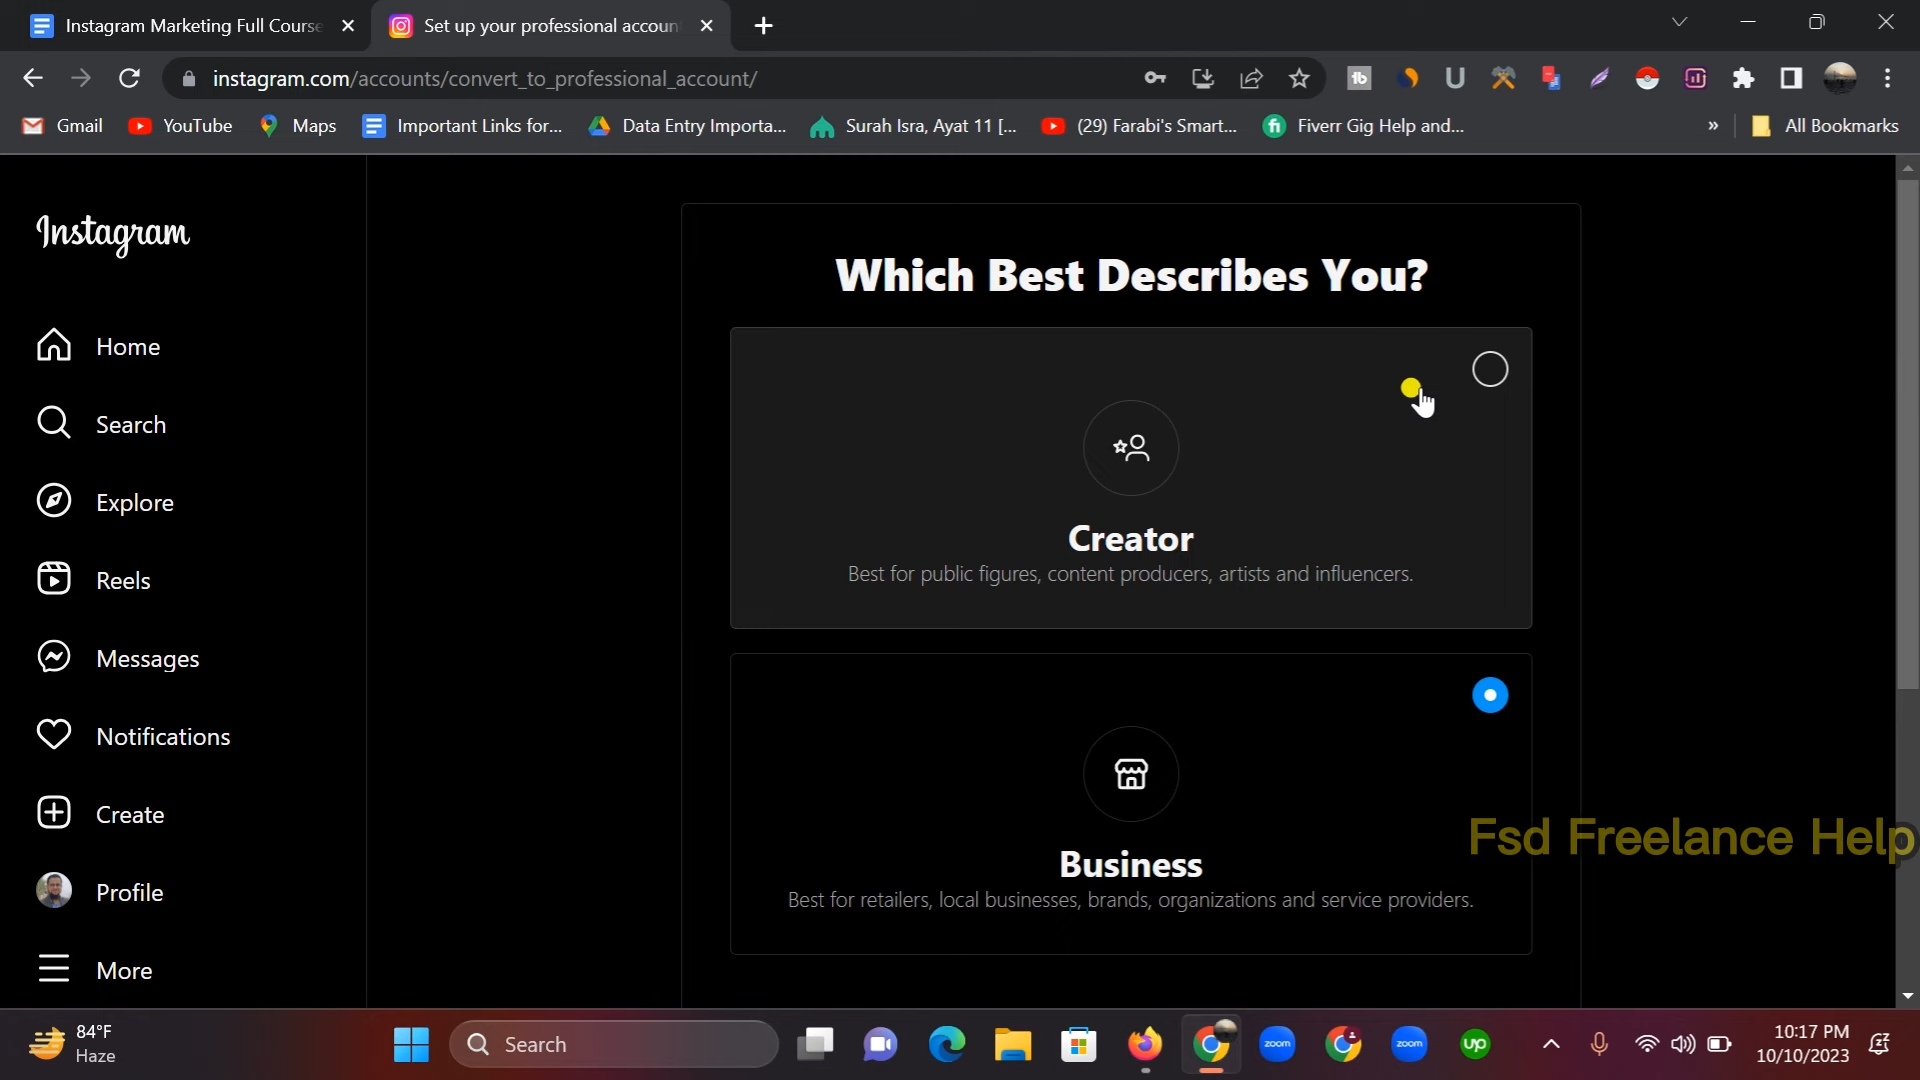 Instagram Marketing Full Course
Set up your professional accoun
instagram.com/accounts/convert_to_professional_account/
Gmail
YouTube
Maps
Important Links for...
Data Entry Importa...
Surah Isra, Ayat 11 [-...
(29) Farabi's Smart...
Fiverr Gig Help and...
»
All Bookmarks
Instagram
Home
Search
Explore
Reels
Messages
Notifications
Create
Profile
More
Which Best Describes You?
Creator
Best for public figures, content producers, artists and influencers.
Business
Best for retailers, local businesses, brands, organizations and service providers.
Fsd Freelance Help
84°F
Haze
Search
zoom
zoom
up
10:17 PM
10/10/2023